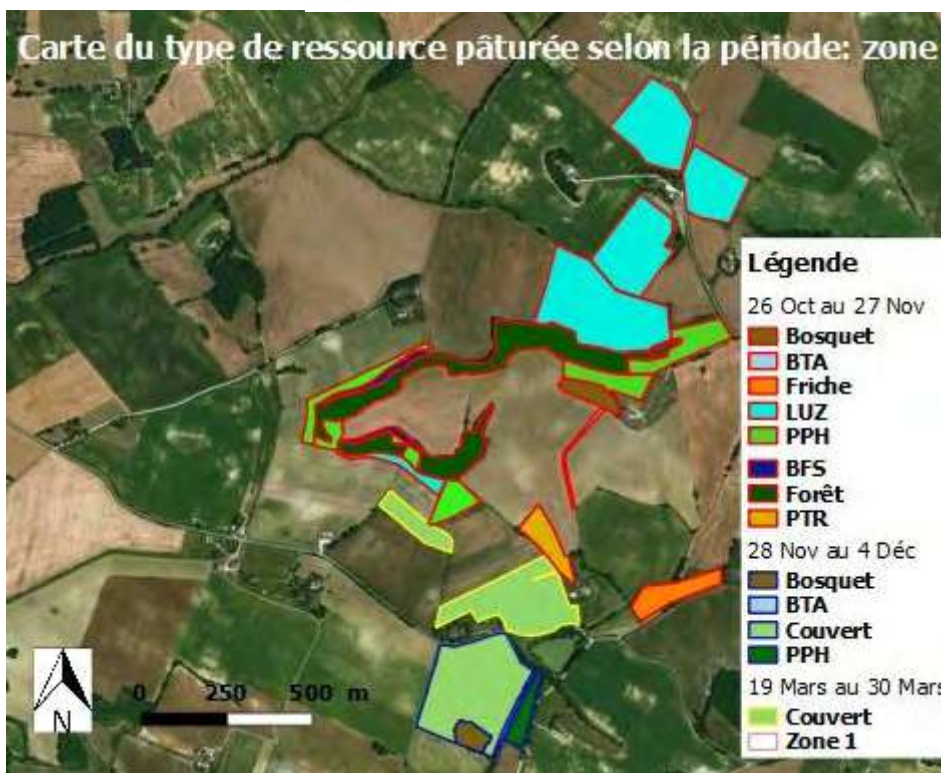 Carte du type de ressource pâturée selon la période: zone
Légende
26 Oct au 27 Nov
Bosquet
BTA
Friche
LUZ
PPH
BFS
Forêt
PTR
28 Nov au 4 Déc
Bosquet
BTA
Couvert
PPH
19 Mars au 30 Mars
Couvert
Zone 1
0 250 500 m
N